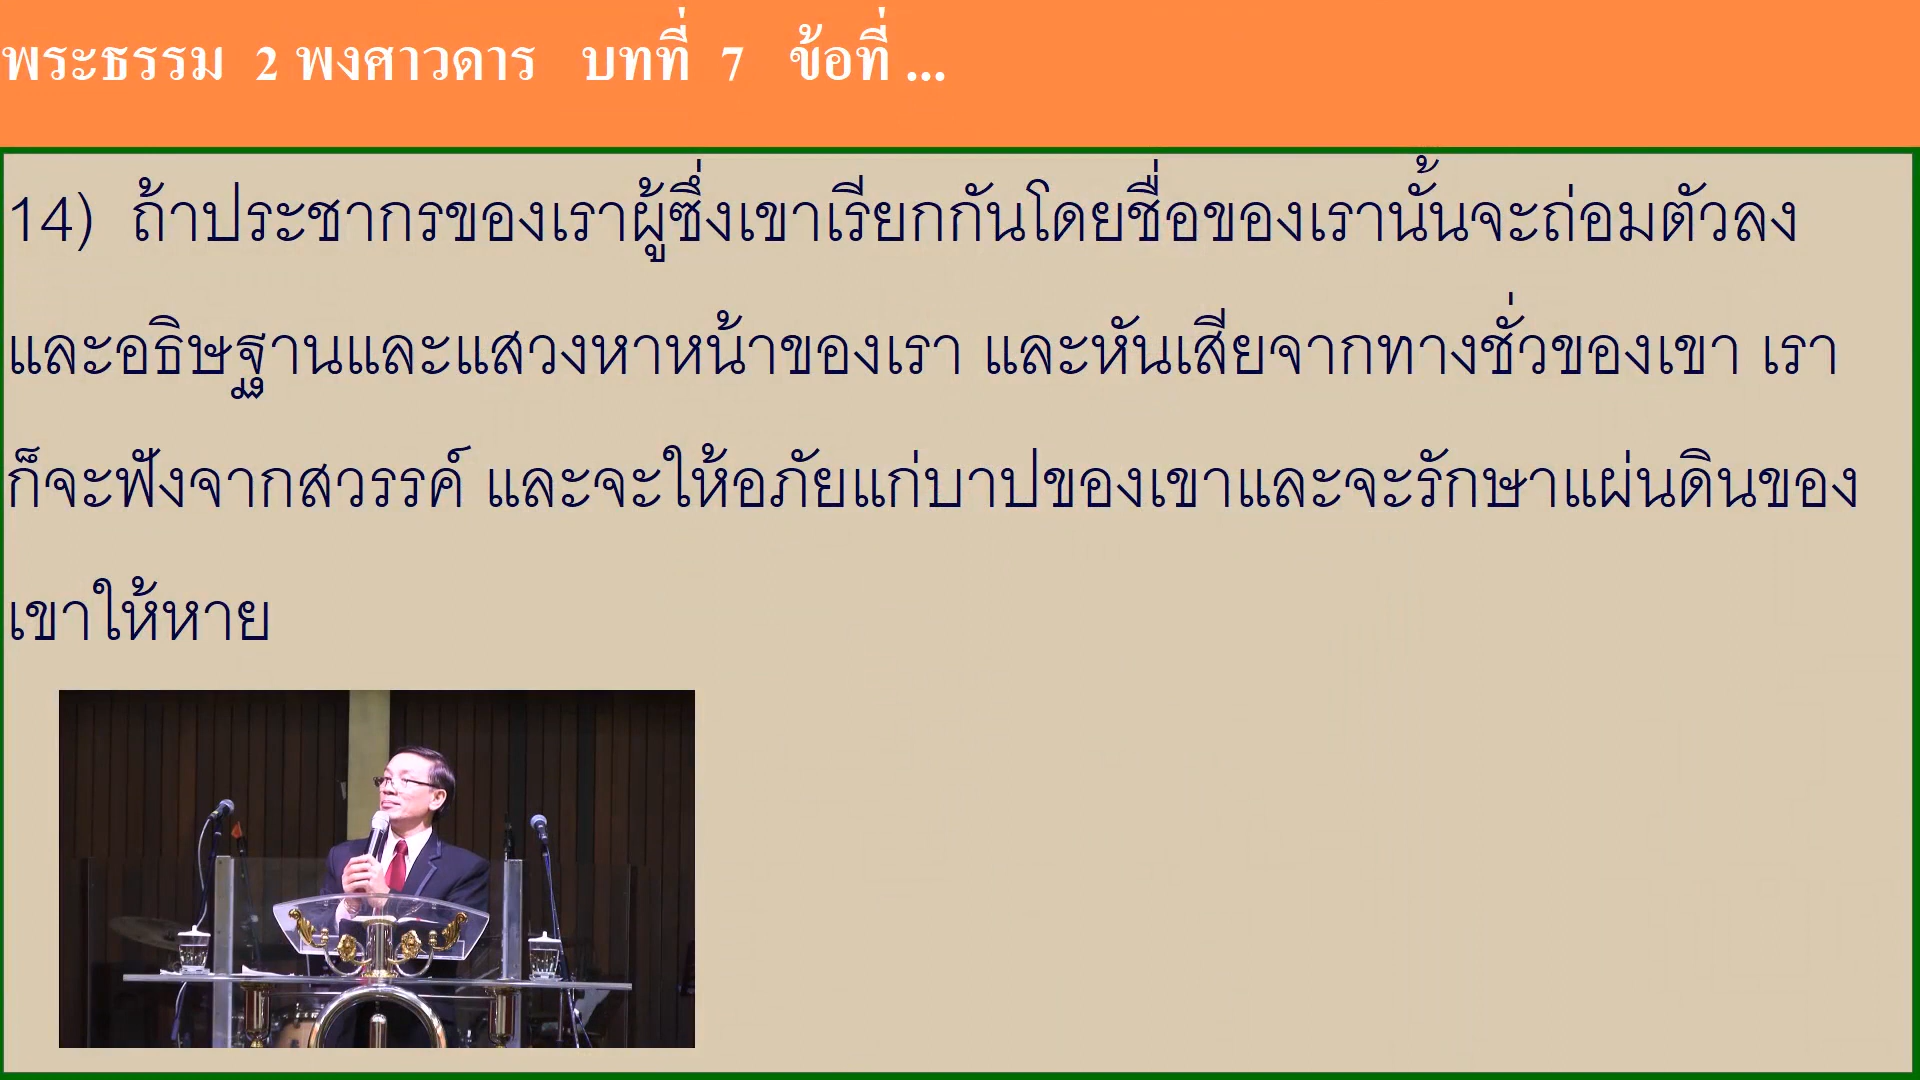 พระธรรม 2 พงศาวดาร บทที่ 7 ข้อที่ ...
14) ถ้าประชากรของเราผู้ซึ่งเขาเรียกกันโดยชื่อของเรานั้นจะถ่อมตัวลง
และอธิษฐานและแสวงหาหน้าของเรา และหันเสียจากทางชั่วของเขา เรา
ก็จะฟังจากสวรรค์ และจะให้อภัยแก่บาปของเขาและจะรักษาแผ่นดินของ
เขาให้หาย